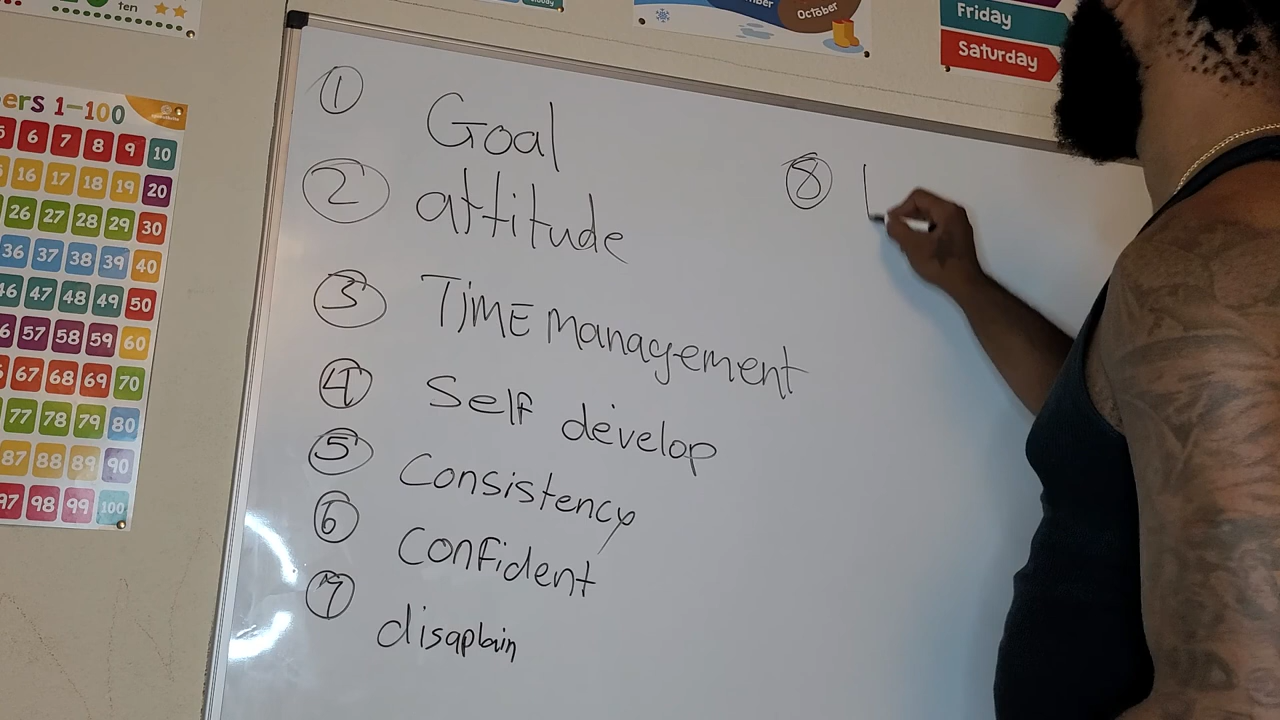 ten
cloudy
October
Friday
Saturday
ers 1-100
6 7 8 9 10
16 17 18 19 20
26 27 28 29 30
36 37 38 39 40
46 47 48 49 50
57 58 59 60
67 68 69 70
77 78 79 80
87 88 89 90
97 98 99 100
① Goal
② attitude
③ TiME management
④ Self develop
⑤ Consistency
⑥ Confident
⑦ disaplain
⑧ L